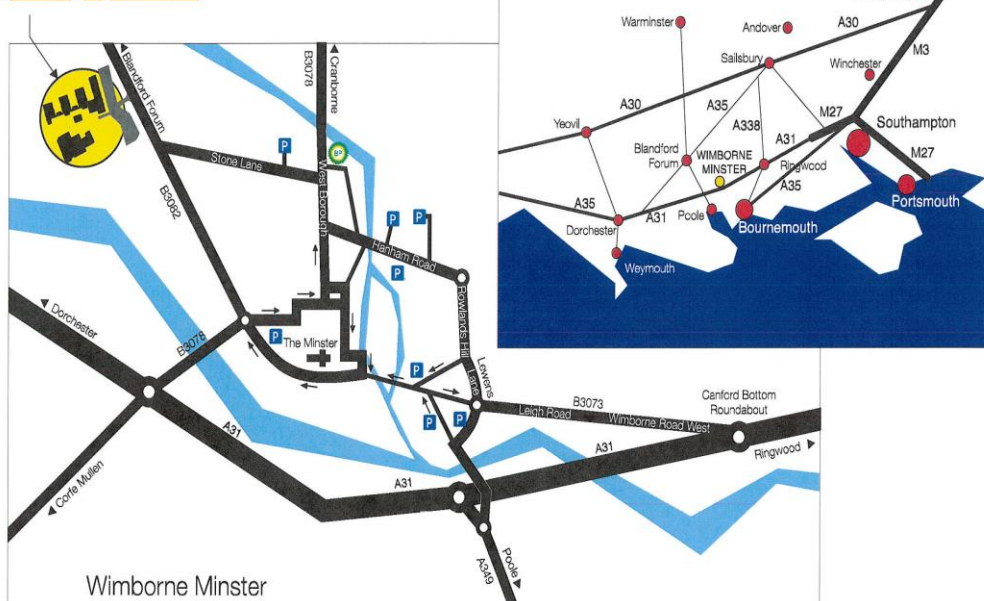 Blandford Forum
B3078
Cranborne
P
BP
Stone Lane
West Borough
B3082
P
P
Hanham Road
P
Rowlands Hill
The Minster
P
P
Lewens
Lane
P
P
B3073
Leigh Road
Wimborne Road West
Canford Bottom
Roundabout
Ringwood
A31
A31
A31
Dorchester
B3078
Corfe Mullen
Poole
A349
Wimborne Minster
Warminster
Andover
A30
Sailsbury
Winchester
M3
A30
A35
M27
Yeovil
A338
A31
Southampton
Blandford
Forum
WIMBORNE
MINSTER
Ringwood
M27
A35
A35
A31
Portsmouth
Dorchester
Poole
Bournemouth
Weymouth